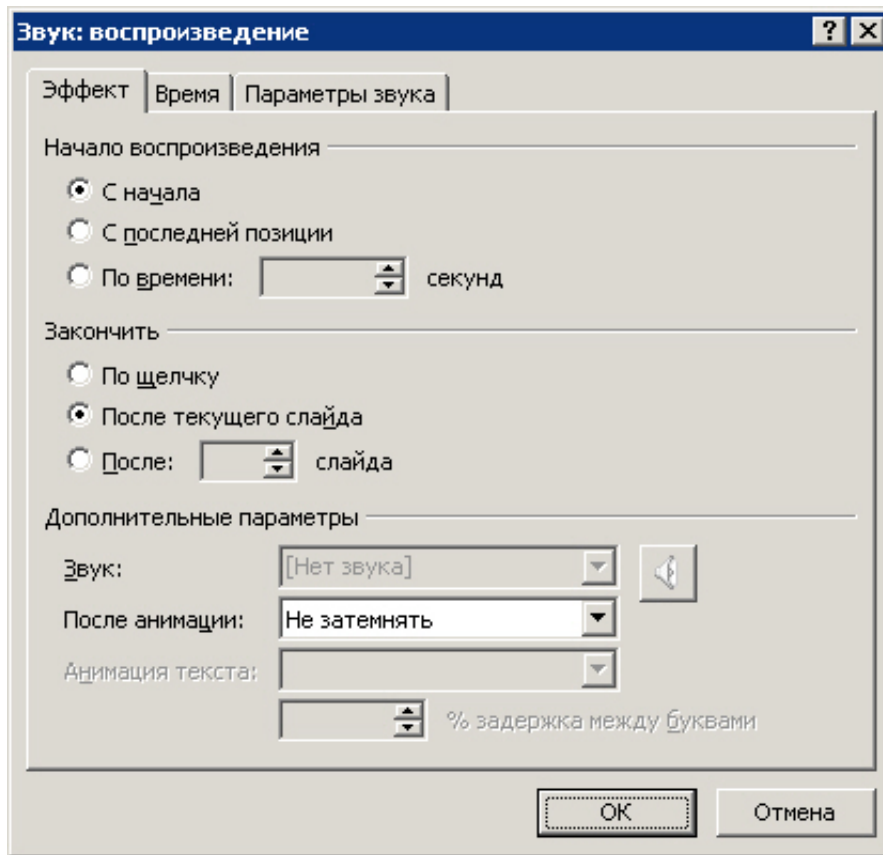 Звук: воспроизведение
Эффект Время Параметры звука
Начало воспроизведения
С начала
С последней позиции
По времени: секунд
Закончить
По щелчку
После текущего слайда
После: слайда
Дополнительные параметры
Звук: [Нет звука]
После анимации: Не затемнять
Анимация текста:
% задержка между буквами
ОК Отмена